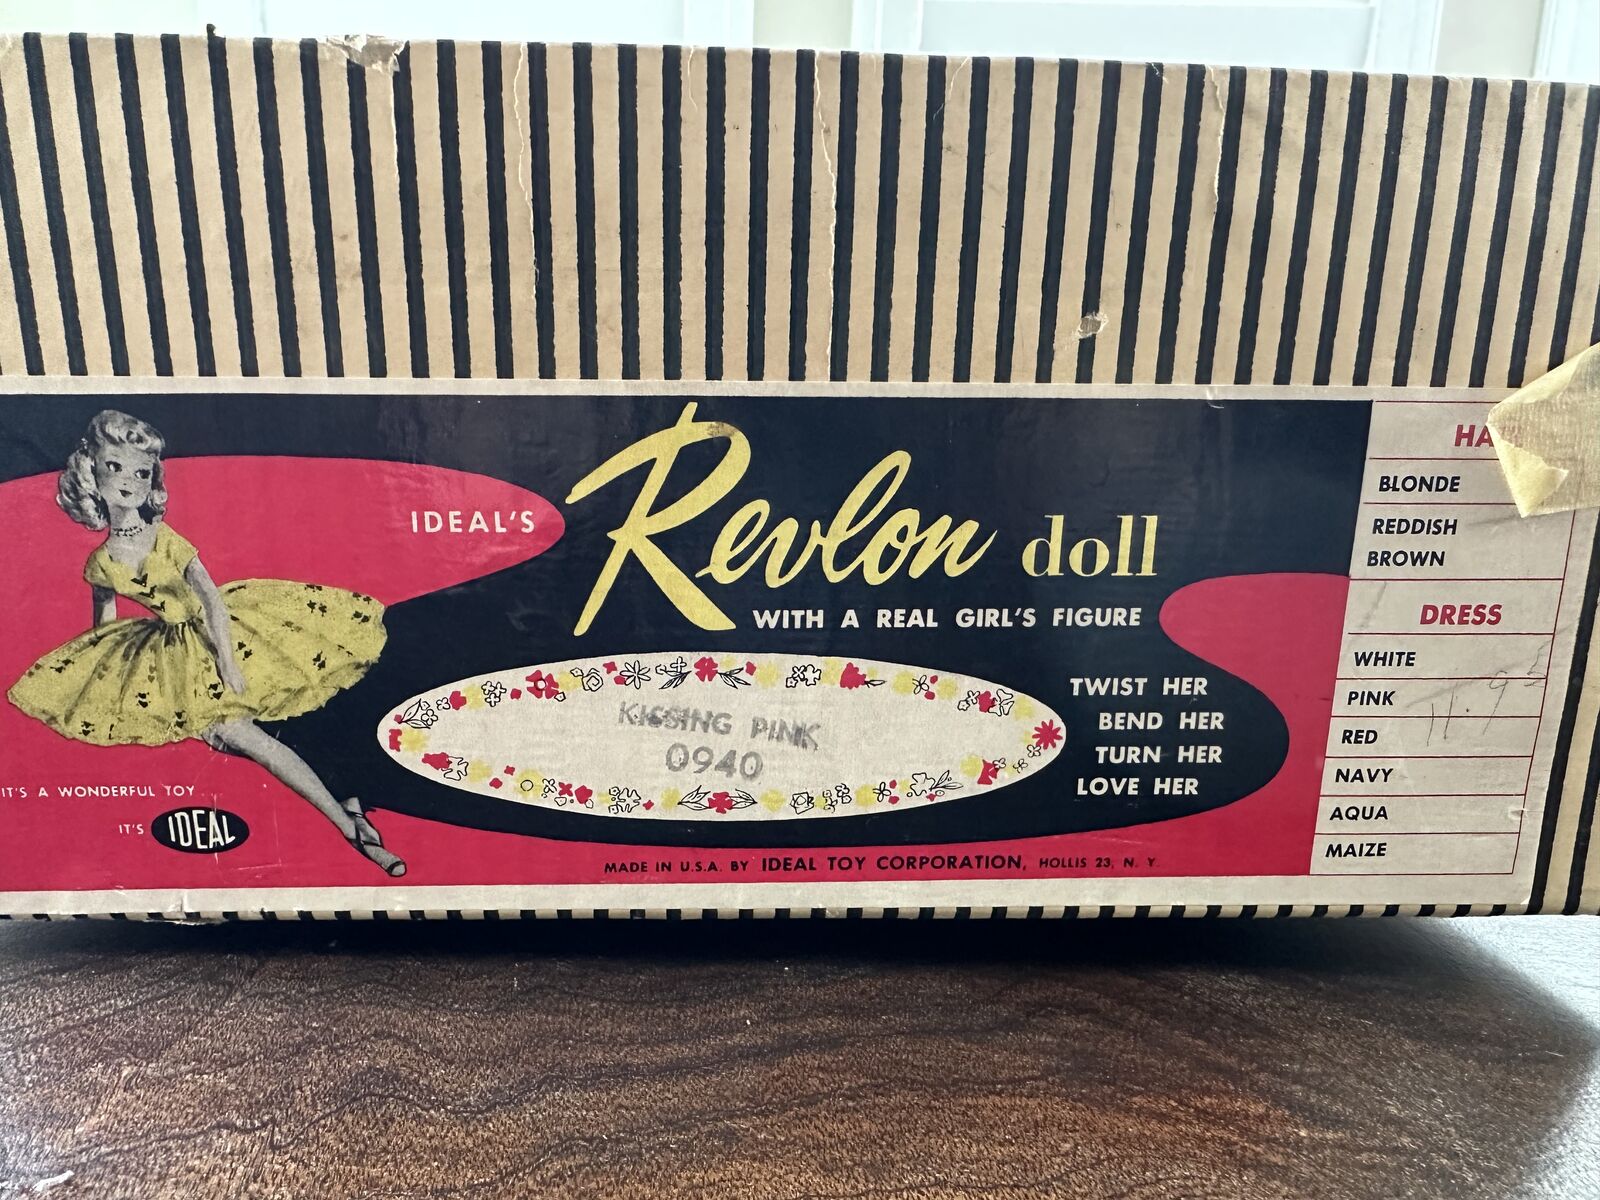 IDEAL'S
Revlon doll
WITH A REAL GIRL'S FIGURE
KISSING PINK
0940
TWIST HER
BEND HER
TURN HER
LOVE HER
IT'S A WONDERFUL TOY...
IT'S IDEAL
MADE IN U.S.A. BY IDEAL TOY CORPORATION, HOLLIS 23, N. Y.
BLONDE
REDDISH
BROWN
DRESS
WHITE
PINK
11.95
RED
NAVY
AQUA
MAIZE